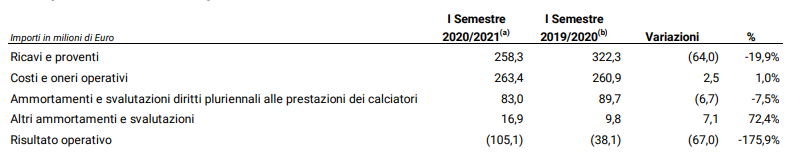 I Semestre I Semestre
Importi in milioni di Euro 2020/2021(a) 2019/2020(b) Variazioni %
Ricavi e proventi 258,3 322,3 (64,0) -19,9%
Costi e oneri operativi 263,4 260,9 2,5 1,0%
Ammortamenti e svalutazioni diritti pluriennali alle prestazioni dei calciatori 83,0 89,7 (6,7) -7,5%
Altri ammortamenti e svalutazioni 16,9 9,8 7,1 72,4%
Risultato operativo (105,1) (38,1) (67,0) -175,9%